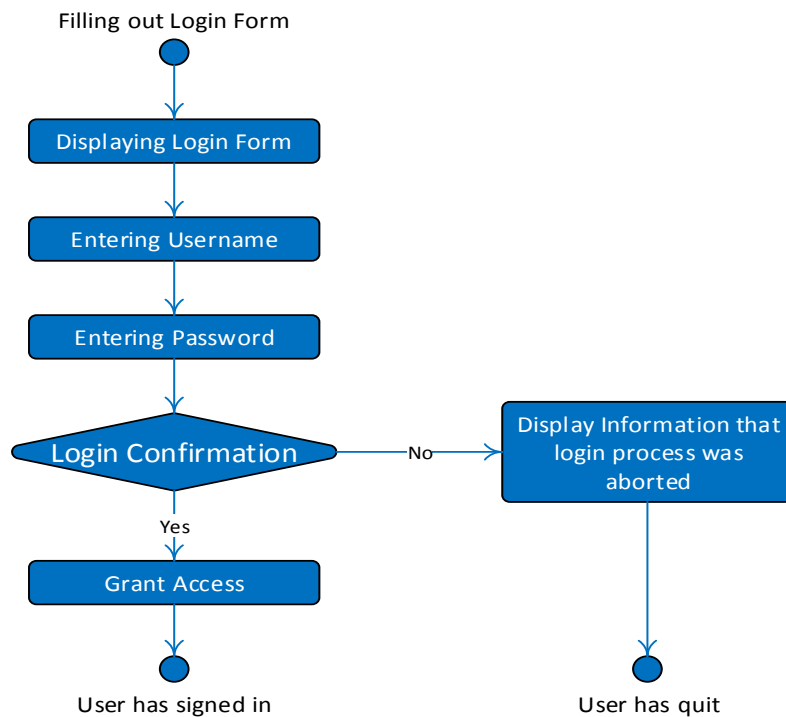 Filling out Login Form
Displaying Login Form
Entering Username
Entering Password
Login Confirmation
No
Display Information that
login process was
aborted
Yes
Grant Access
User has signed in
User has quit